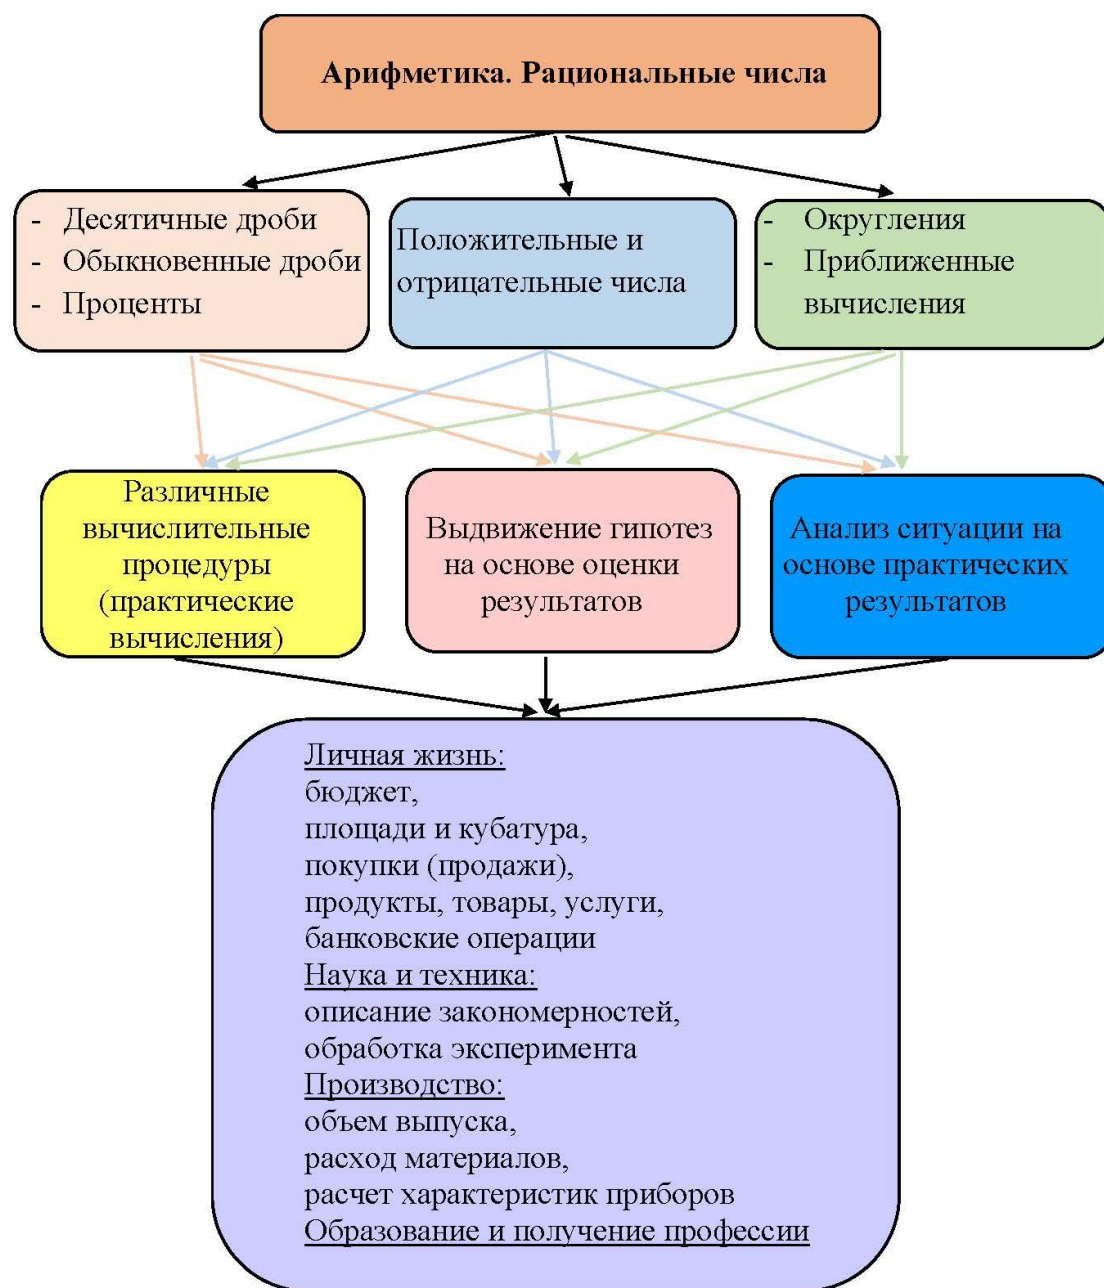 Арифметика. Рациональные числа
- Десятичные дроби
- Обыкновенные дроби
- Проценты
Положительные и
отрицательные числа
- Округления
- Приближенные
вычисления
Различные
вычислительные
процедуры
(практические
вычисления)
Выдвижение гипотез
на основе оценки
результатов
Анализ ситуации на
основе практических
результатов
Личная жизнь:
бюджет,
площади и кубатура,
покупки (продажи),
продукты, товары, услуги,
банковские операции
Наука и техника:
описание закономерностей,
обработка эксперимента
Производство:
объем выпуска,
расход материалов,
расчет характеристик приборов
Образование и получение профессии